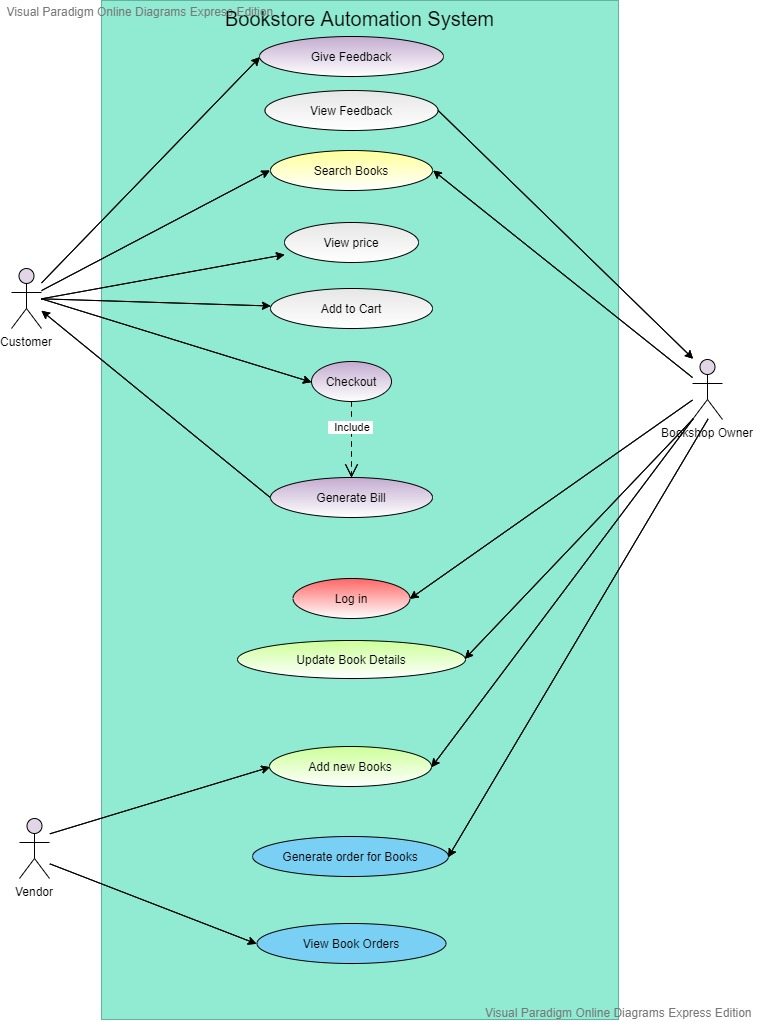 Visual Paradigm Online Diagrams Express Edition
Bookstore Automation System
Give Feedback
View Feedback
Search Books
View price
Add to Cart
Customer
Checkout
Include
Bookshop Owner
Generate Bill
Log in
Update Book Details
Add new Books
Generate order for Books
Vendor
View Book Orders
Visual Paradigm Online Diagrams Express Edition